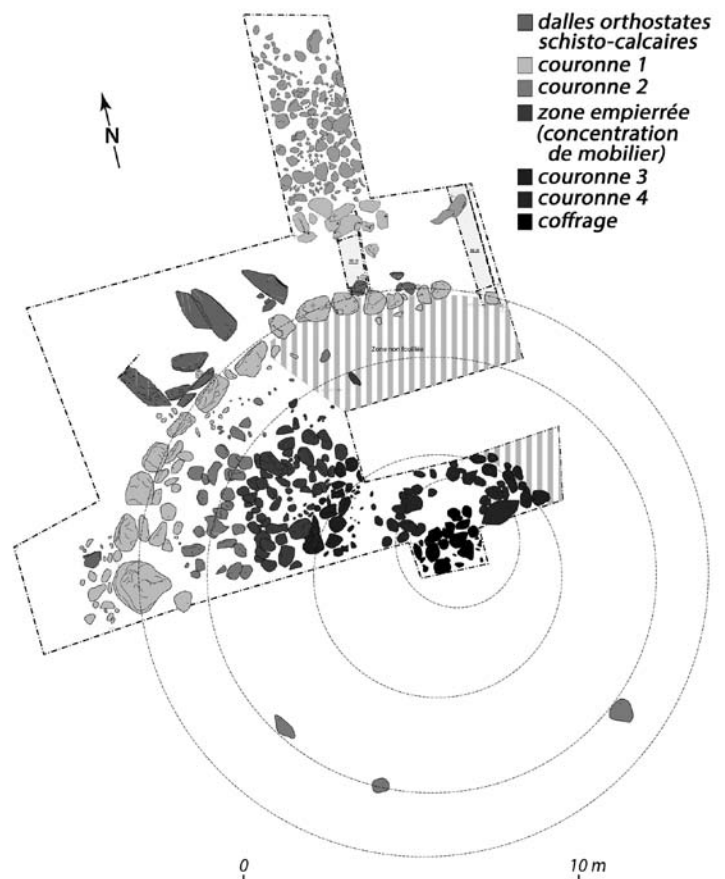 dalles orthostates
schisto-calcaires
couronne 1
couronne 2
zone empierrée
(concentration
de mobilier)
couronne 3
couronne 4
coffrage
N
Zone non fouillée
0 10 m